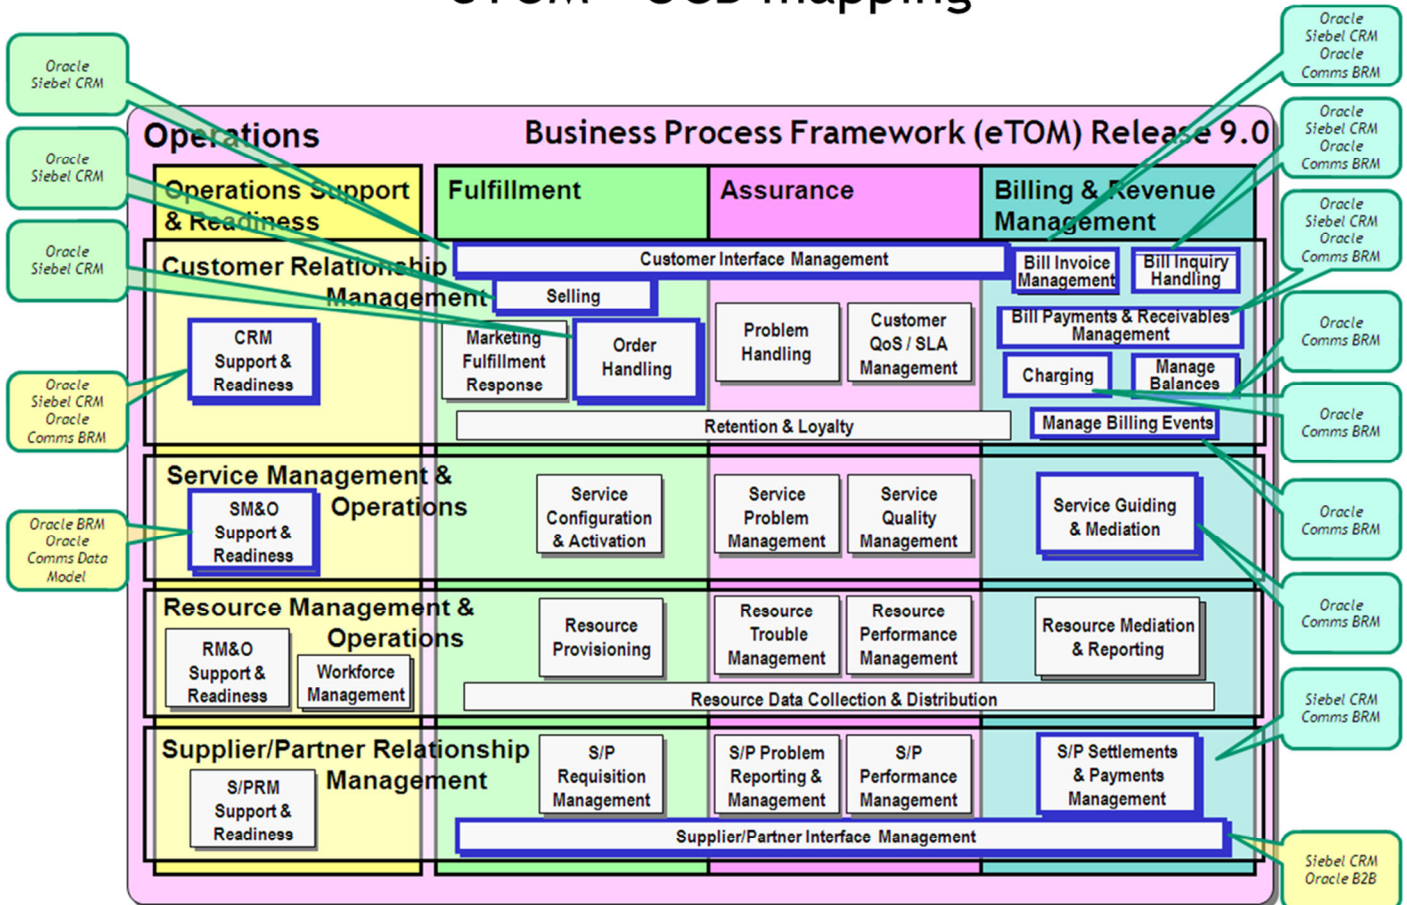 eTOM - OCD mapping
Oracle
Siebel CRM
Oracle
Siebel CRM
Oracle
Siebel CRM
Oracle
Siebel CRM
Oracle
Comms BRM
Oracle BRM
Oracle
Comms Data
Model
Operations
Business Process Framework (eTOM) Release 9.0
Operations Support
& Readiness
Fulfillment
Assurance
Billing & Revenue
Management
Customer Relationship
Management
Customer Interface Management
Selling
CRM
Support &
Readiness
Marketing
Fulfillment
Response
Order
Handling
Problem
Handling
Customer
QoS / SLA
Management
Bill Invoice
Management
Bill Inquiry
Handling
Bill Payments & Receivables
Management
Charging
Manage
Balances
Retention & Loyalty
Manage Billing Events
Service Management &
Operations
SM&O
Support &
Readiness
Service
Configuration
& Activation
Service
Problem
Management
Service
Quality
Management
Service Guiding
& Mediation
Resource Management &
Operations
RM&O
Support &
Readiness
Workforce
Management
Resource
Provisioning
Resource
Trouble
Management
Resource
Performance
Management
Resource Mediation
& Reporting
Resource Data Collection & Distribution
Supplier/Partner Relationship
Management
S/PRM
Support &
Readiness
S/P
Requisition
Management
S/P Problem
Reporting &
Management
S/P
Performance
Management
S/P Settlements
& Payments
Management
Supplier/Partner Interface Management
Oracle
Siebel CRM
Oracle
Comms BRM
Oracle
Siebel CRM
Oracle
Comms BRM
Oracle
Siebel CRM
Oracle
Comms BRM
Oracle
Comms BRM
Oracle
Comms BRM
Oracle
Comms BRM
Oracle
Comms BRM
Siebel CRM
Comms BRM
Siebel CRM
Oracle B2B